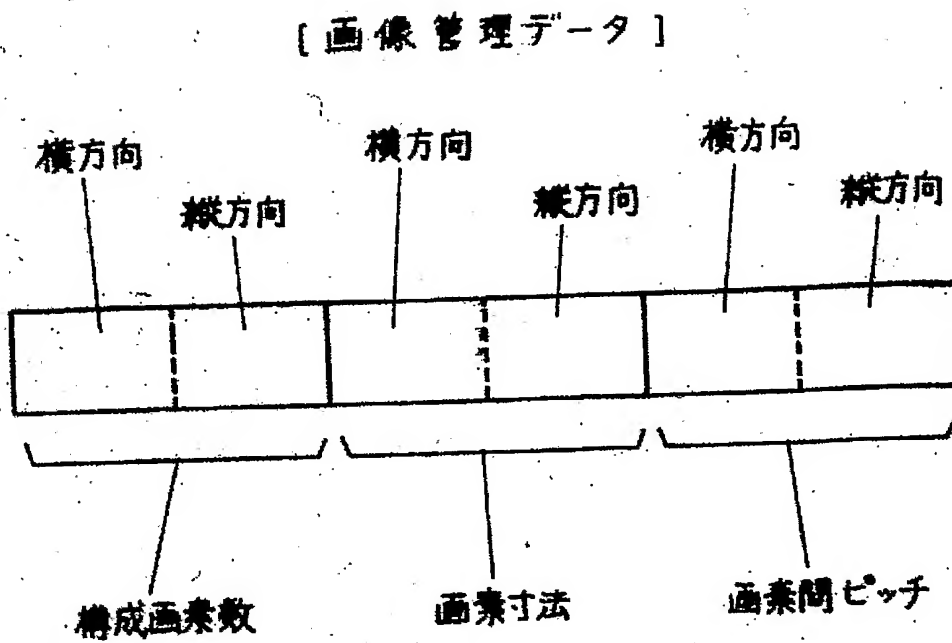 [画像管理データ]
横方向
縦方向
横方向
縦方向
横方向
縦方向
構成画素数
画素寸法
画素間ピッチ